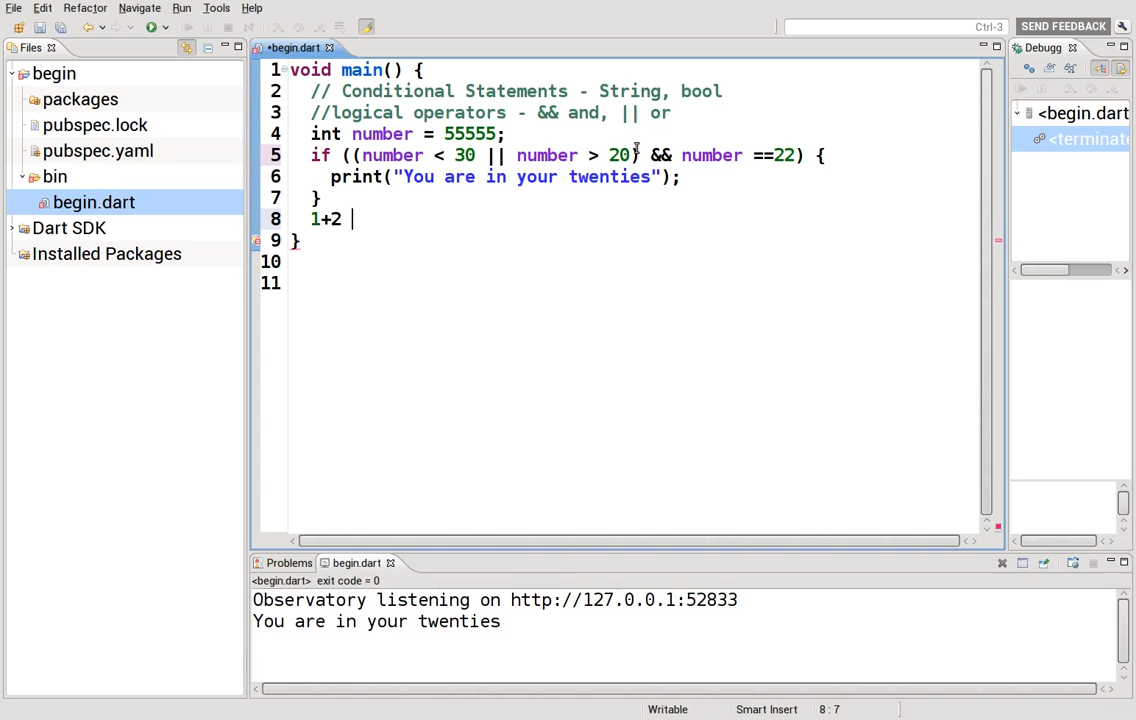 File Edit Refactor Navigate Run Tools Help
Ctrl-3 SEND FEEDBACK
Files
*begin.dart
Debugg
begin
packages
pubspec.lock
pubspec.yaml
bin
begin.dart
Dart SDK
Installed Packages
1 void main() {
2 // Conditional Statements - String, bool
3 //logical operators - && and, || or
4 int number = 55555;
5 if ((number < 30 || number > 20) && number ==22) {
6 print("You are in your twenties");
7 }
8 1+2
9 }
10
11
<begin.dart
<terminate
Problems begin.dart
<begin.dart> exit code = 0
Observatory listening on http://127.0.0.1:52833
You are in your twenties
Writable Smart Insert 8 : 7